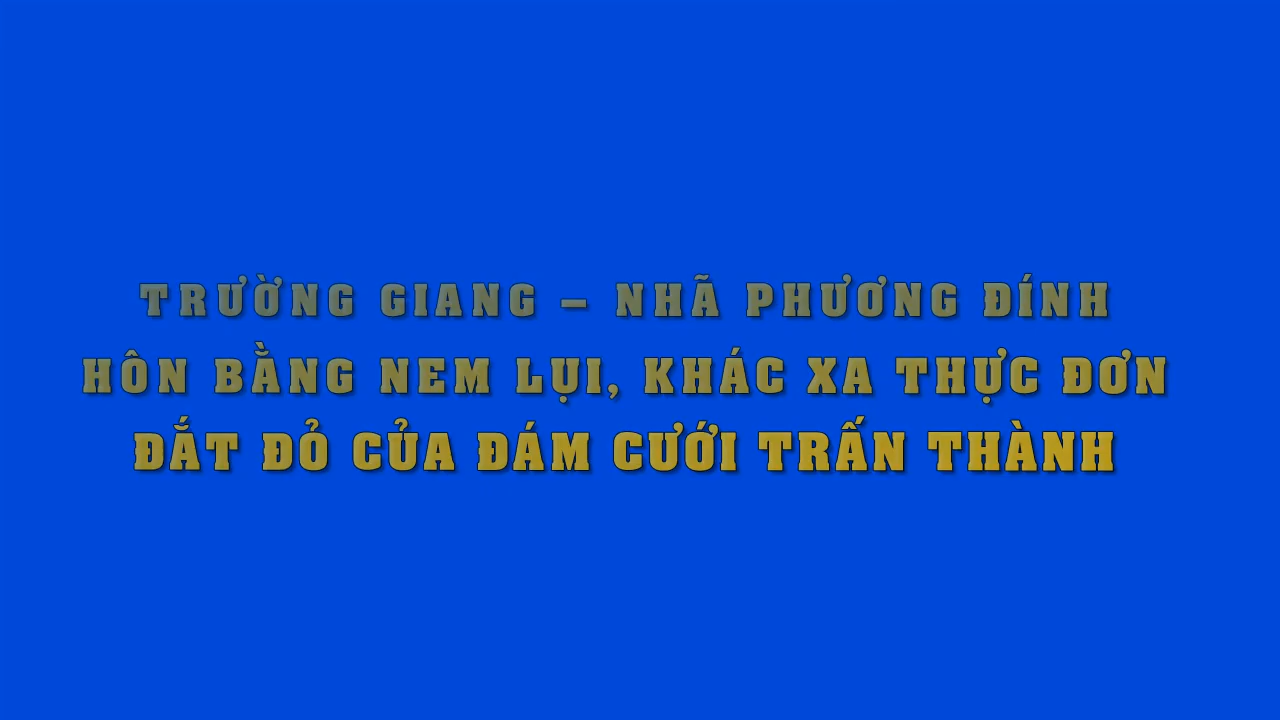 TRƯỜNG GIANG – NHÃ PHƯƠNG ĐÍNH
HÔN BẰNG NEM LỤI, KHÁC XA THỰC ĐƠN
ĐẮT ĐỎ CỦA ĐÁM CƯỚI TRẤN THÀNH